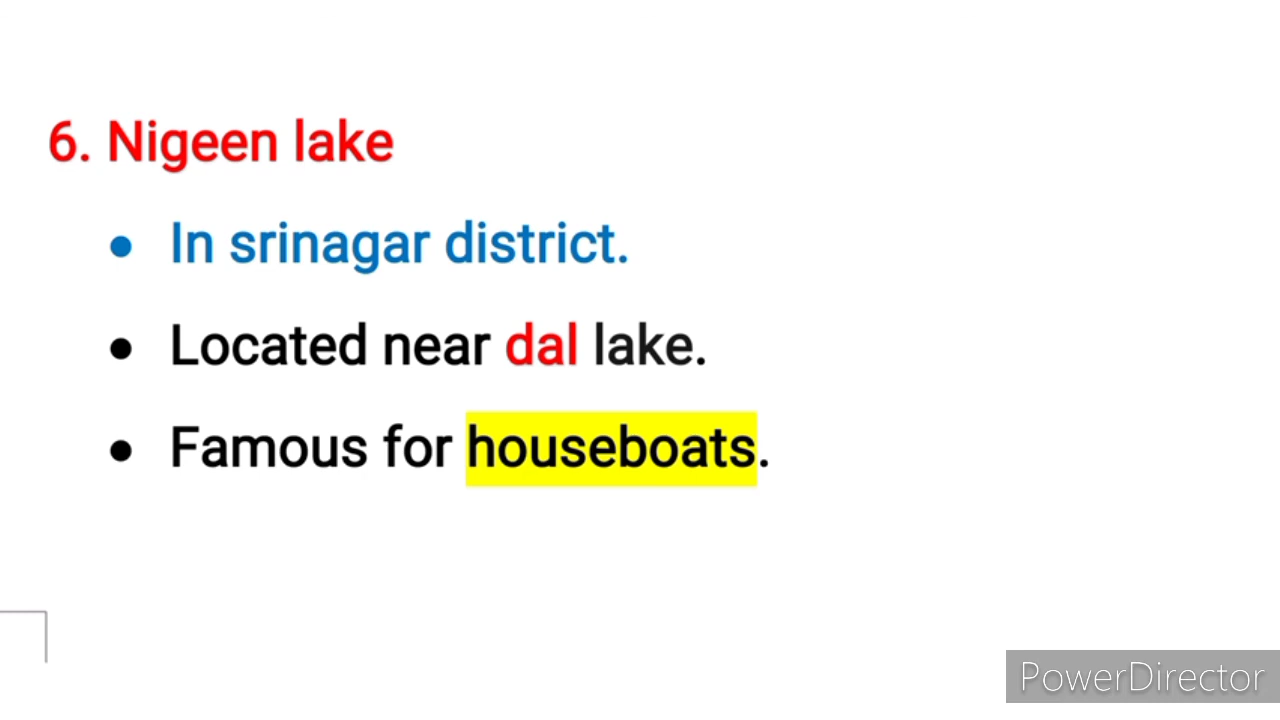 6. Nigeen lake
• In srinagar district.
• Located near dal lake.
• Famous for houseboats.
PowerDirector